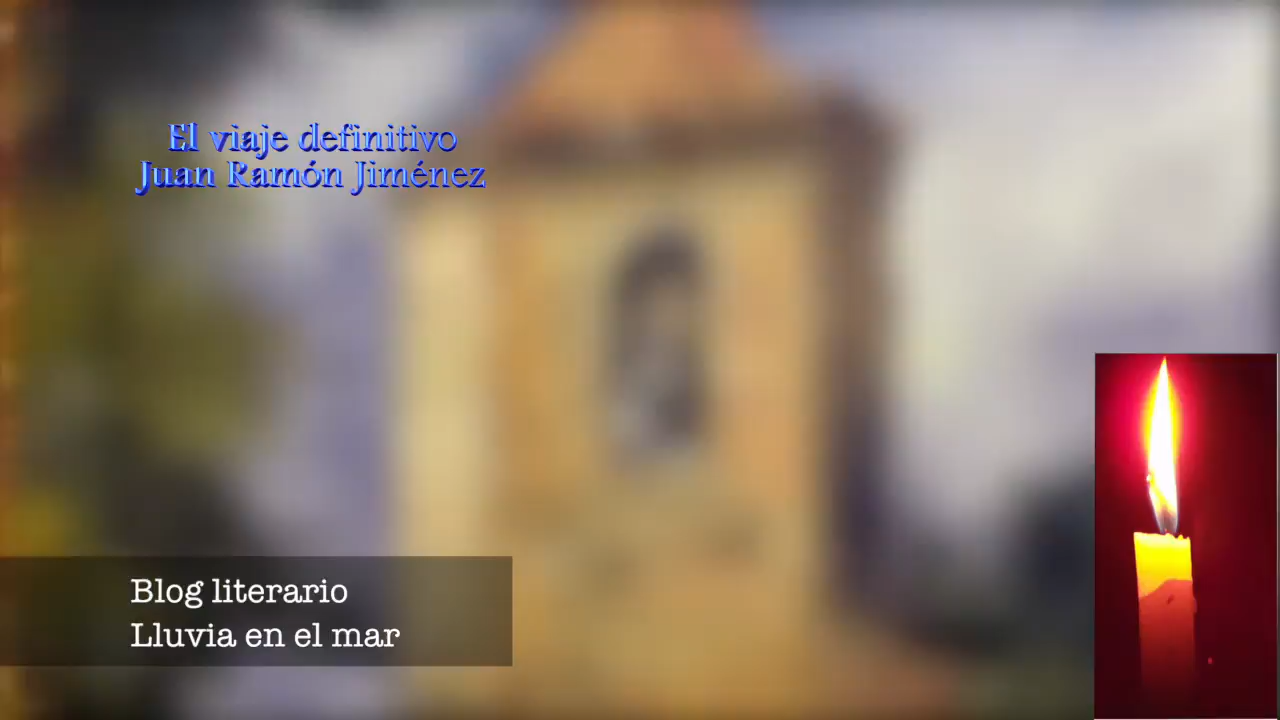 El viaje definitivo
Juan Ramón Jiménez
Blog literario
Lluvia en el mar